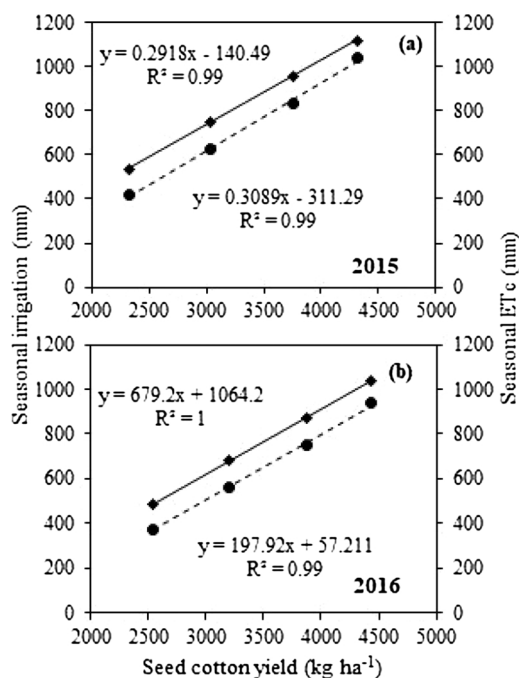 1200
1000
800
600
400
200
0
(a)
y = 0.2918x - 140.49
R² = 0.99
y = 0.3089x - 311.29
R² = 0.99
2015
1200
1000
800
600
400
200
0
2000 2500 3000 3500 4000 4500 5000
1200
1000
800
600
400
200
0
(b)
y = 679.2x + 1064.2
R² = 1
y = 197.92x + 57.211
R² = 0.99
2016
1200
1000
800
600
400
200
0
2000 2500 3000 3500 4000 4500 5000
Seed cotton yield (kg ha⁻¹)
Seasonal irrigation (mm)
Seasonal ETc (mm)